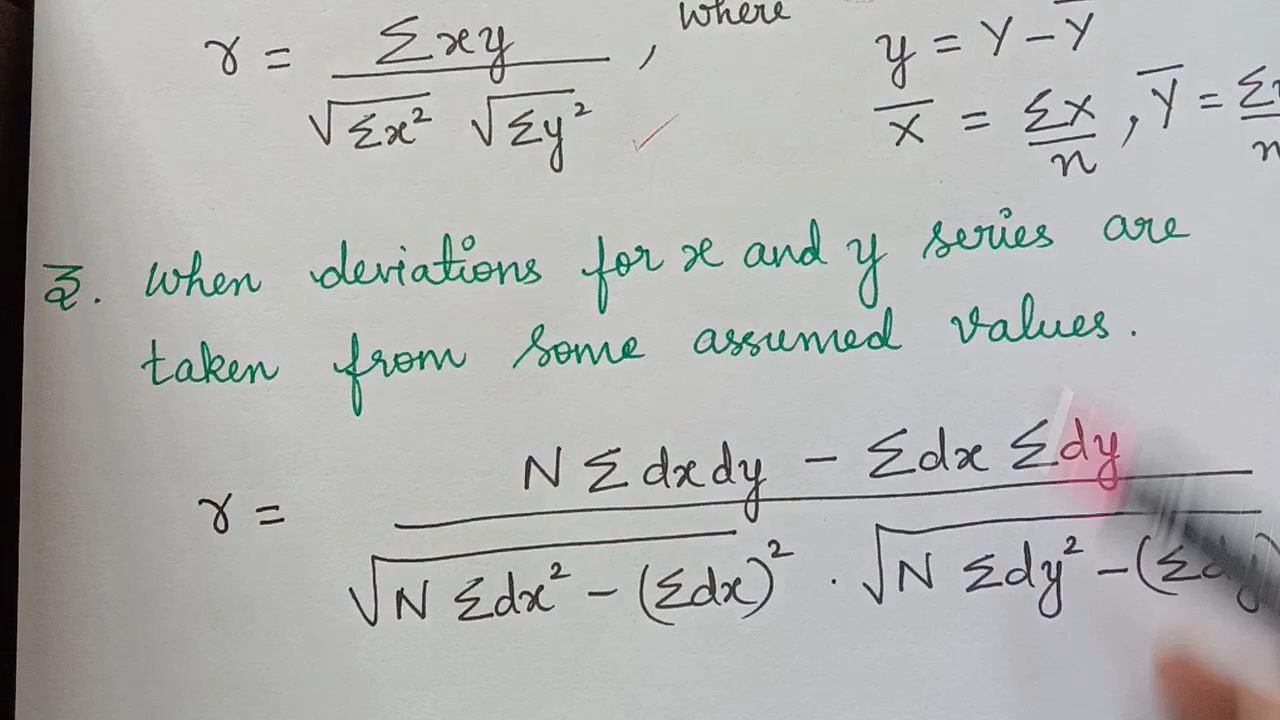 r = Σxy / √Σx² √Σy² , where
y = Y − Y̅
X̅ = ΣX / n , Y̅ = Σ / n
2. When deviations for x and y series are
taken from some assumed values.
r = N Σdxdy − Σdx Σdy / √N Σdx² − (Σdx)² . √N Σdy² − (Σdy)